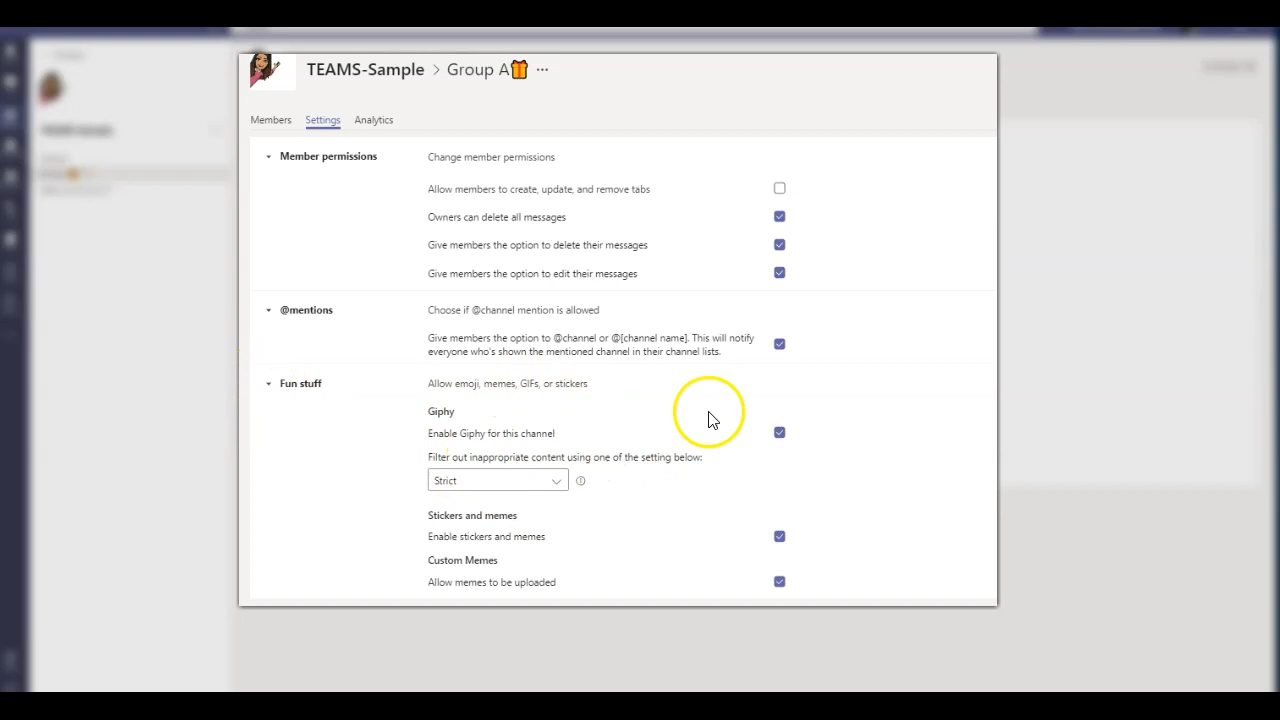 TEAMS-Sample > Group A🎁 ···
Members Settings Analytics
Member permissions Change member permissions
Allow members to create, update, and remove tabs
Owners can delete all messages
Give members the option to delete their messages
Give members the option to edit their messages
@mentions Choose if @channel mention is allowed
Give members the option to @channel or @[channel name]. This will notify
everyone who's shown the mentioned channel in their channel lists.
Fun stuff Allow emoji, memes, GIFs, or stickers
Giphy
Enable Giphy for this channel
Filter out inappropriate content using one of the setting below:
Strict
Stickers and memes
Enable stickers and memes
Custom Memes
Allow memes to be uploaded